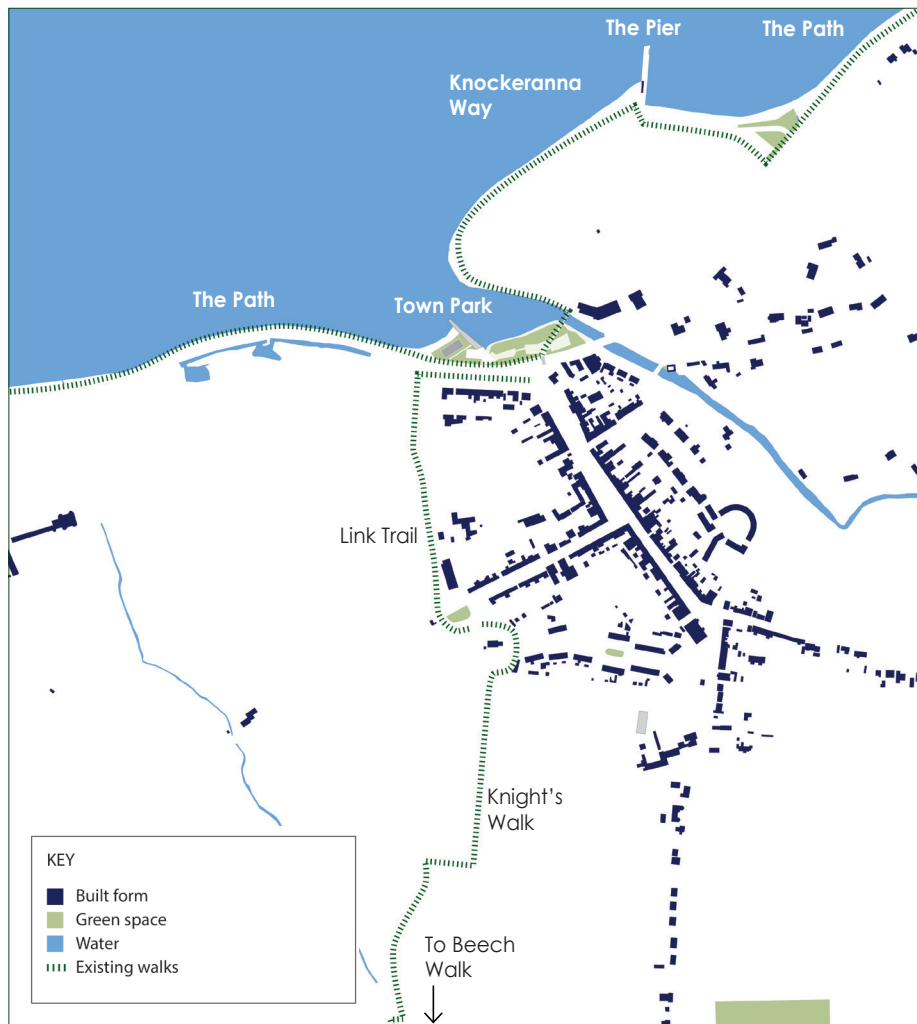 The Pier
The Path
Knockeranna
Way
The Path
Town Park
Link Trail
Knight's
Walk
To Beech
Walk
KEY
Built form
Green space
Water
Existing walks